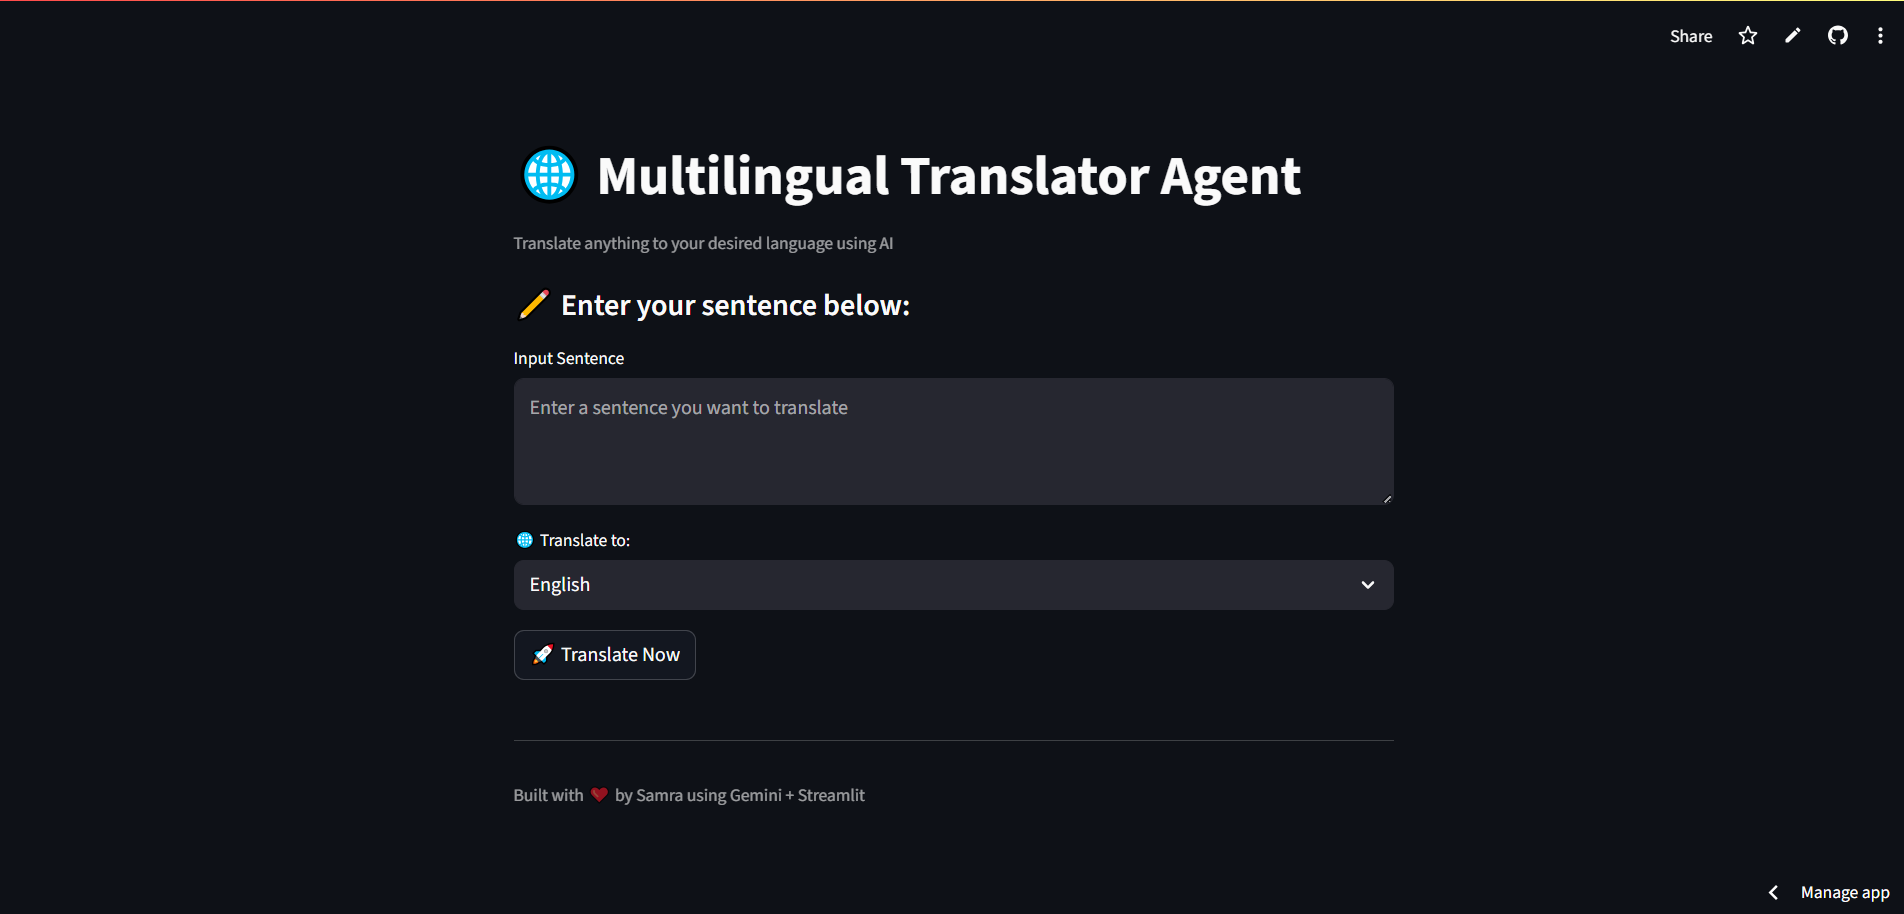 Share
🌐 Multilingual Translator Agent
Translate anything to your desired language using AI
✏️ Enter your sentence below:
Input Sentence
Enter a sentence you want to translate
🌐 Translate to:
English
🚀 Translate Now
Built with ❤️ by Samra using Gemini + Streamlit
Manage app